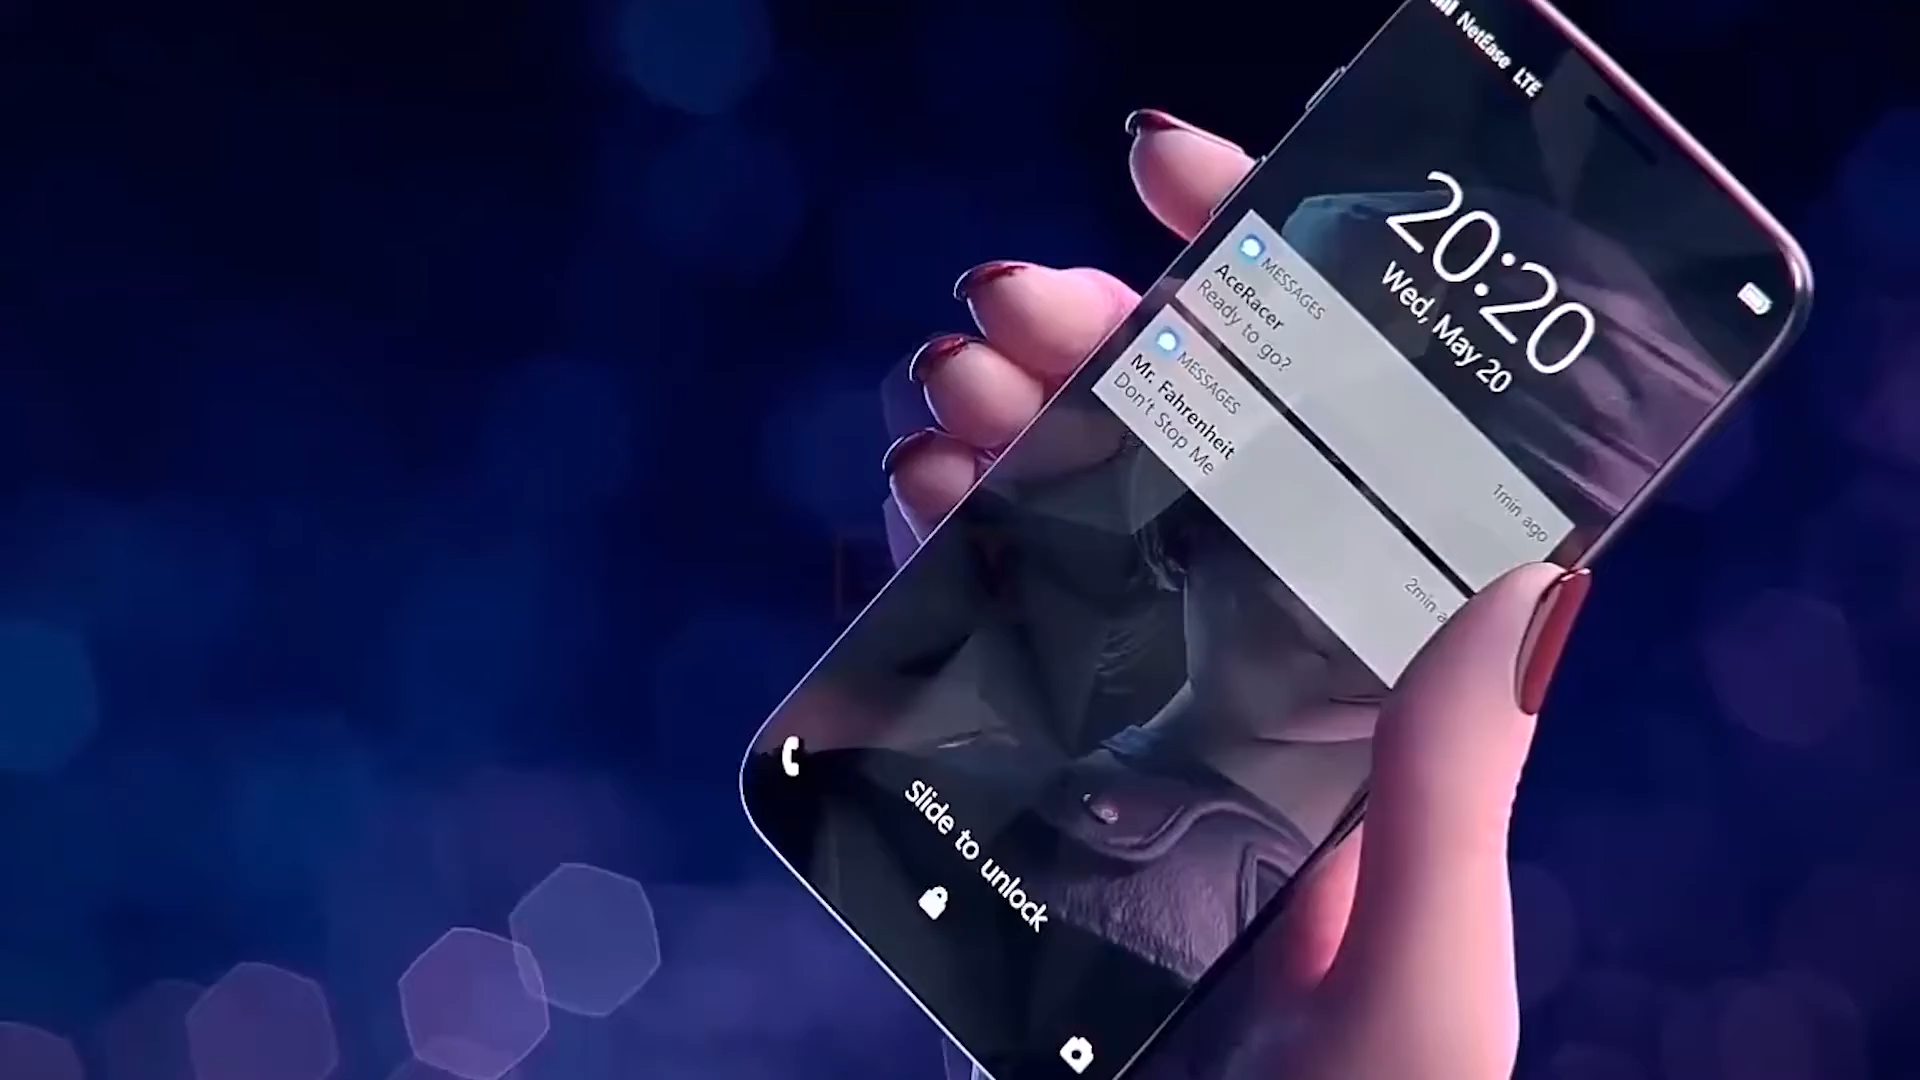 NetEase LTE
20:20
Wed, May 20
MESSAGES
AceRacer
Ready to go?
1min ago
MESSAGES
Mr. Fahrenheit
Don't Stop Me
2min a
Slide to unlock